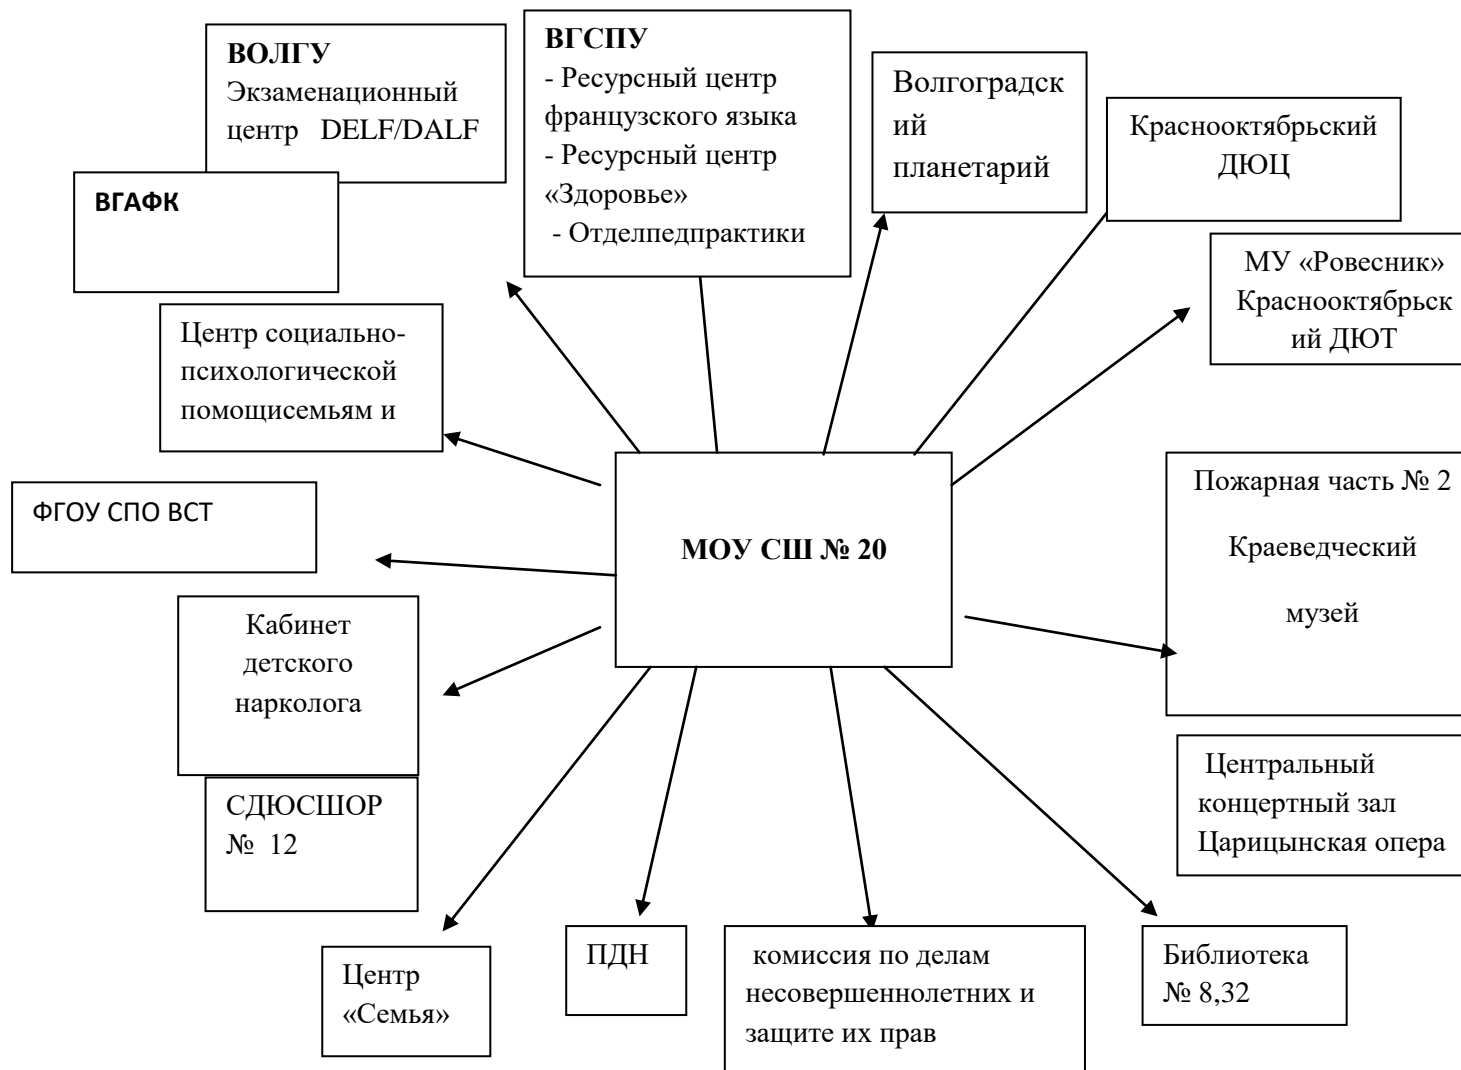 ВОЛГУ
Экзаменационный
центр DELF/DALF
ВГСПУ
- Ресурсный центр
французского языка
- Ресурсный центр
«Здоровье»
- Отделпедпрактики
Волгоградск
ий
планетарий
Краснооктябрьский
ДЮЦ
ВГАФК
МУ «Ровесник»
Краснооктябрьск
ий ДЮТ
Центр социально-
психологической
помощисемьям и
ФГОУ СПО ВСТ
МОУ СШ № 20
Пожарная часть № 2
Краеведческий
музей
Кабинет
детского
нарколога
СДЮСШОР
№ 12
Центральный
концертный зал
Царицынская опера
Центр
«Семья»
ПДН
комиссия по делам
несовершеннолетних и
защите их прав
Библиотека
№ 8,32